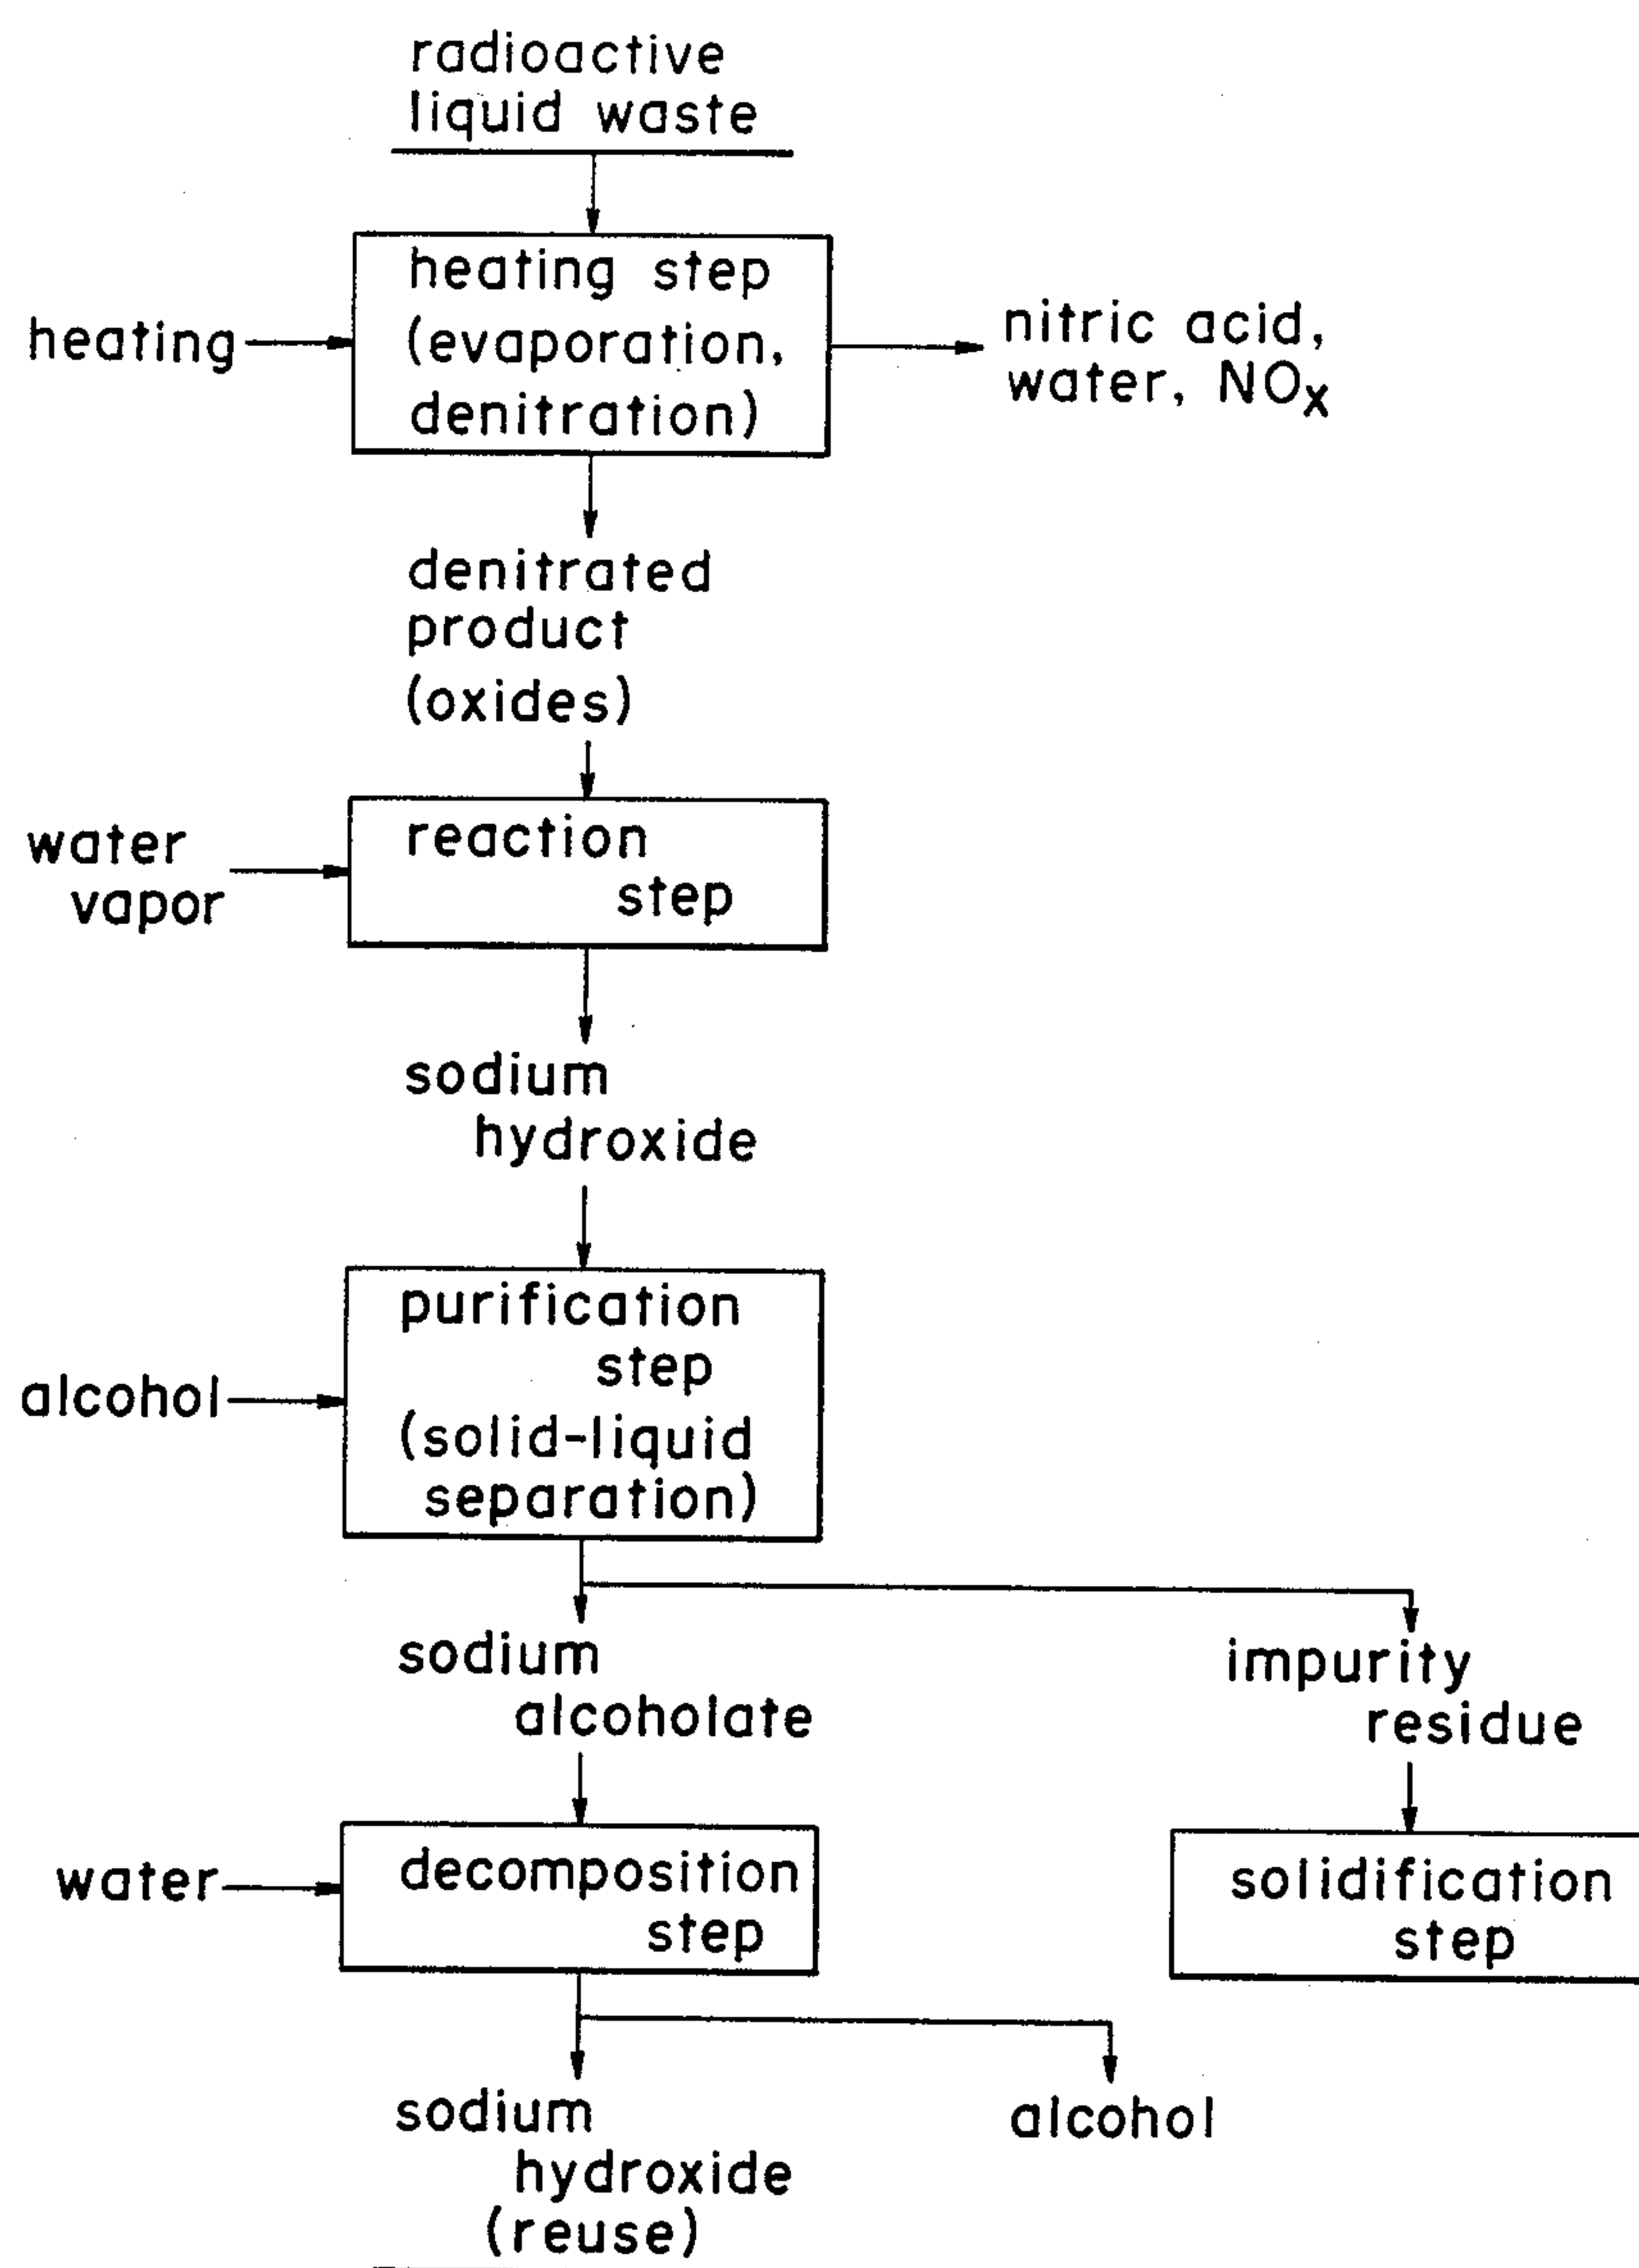 radioactive
liquid waste
heating step
(evaporation,
denitration)
heating
nitric acid,
water, NOx
denitrated
product
(oxides)
reaction
step
water
vapor
sodium
hydroxide
purification
step
(solid-liquid
separation)
alcohol
sodium
alcoholate
impurity
residue
decomposition
step
water
solidification
step
sodium
hydroxide
(reuse)
alcohol